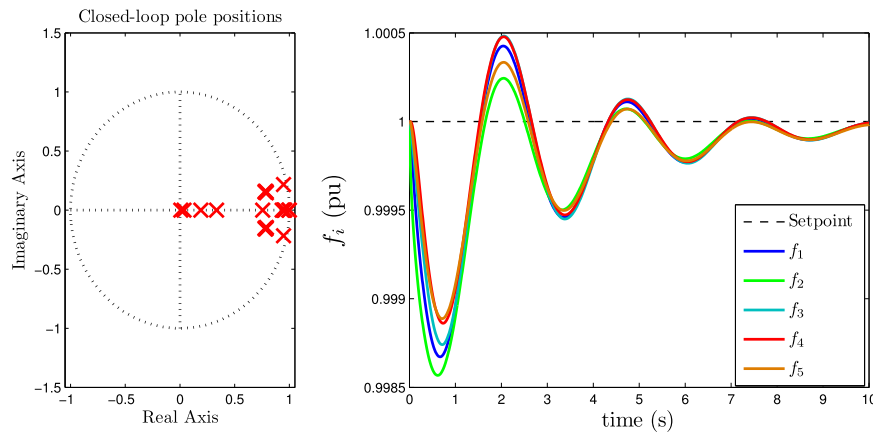 Closed-loop pole positions
1.5
1
0.5
0
−0.5
−1
−1.5
−1
−0.5
0
0.5
1
Imaginary Axis
Real Axis
1.0005
1
0.9995
0.999
0.9985
0
1
2
3
4
5
6
7
8
9
10
f_i (pu)
time (s)
Setpoint
f_1
f_2
f_3
f_4
f_5